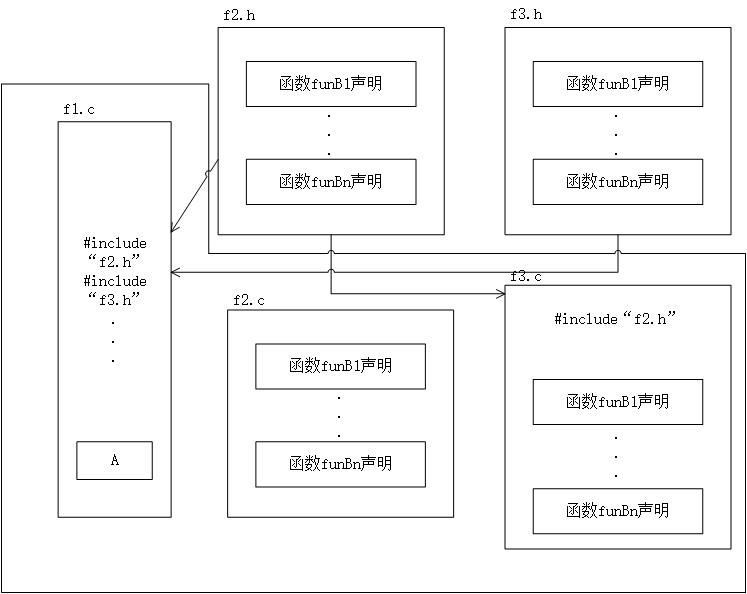 f2.h
函数funB1声明
.
.
.
函数funBn声明
f3.h
函数funB1声明
.
.
.
函数funBn声明
f1.c
#include
“f2.h”
#include
“f3.h”
.
.
.
A
f2.c
函数funB1声明
.
.
.
函数funBn声明
f3.c
#include“f2.h”
函数funB1声明
.
.
.
函数funBn声明